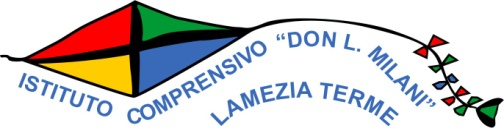 ISTITUTO COMPRENSIVO “DON L. MILANI”
LAMEZIA TERME